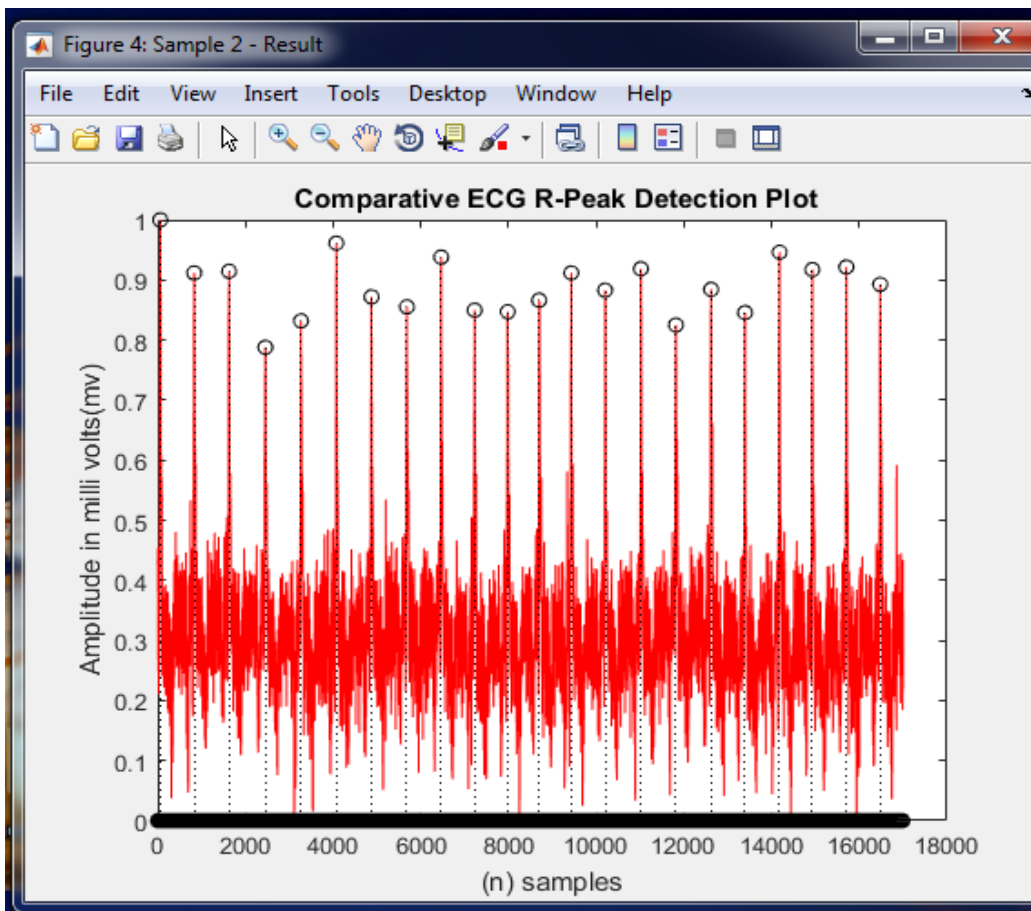 Figure 4: Sample 2 - Result
File Edit View Insert Tools Desktop Window Help
Comparative ECG R-Peak Detection Plot
1
0.9
0.8
0.7
0.6
0.5
0.4
0.3
0.2
0.1
0
Amplitude in milli volts(mv)
0 2000 4000 6000 8000 10000 12000 14000 16000 18000
(n) samples